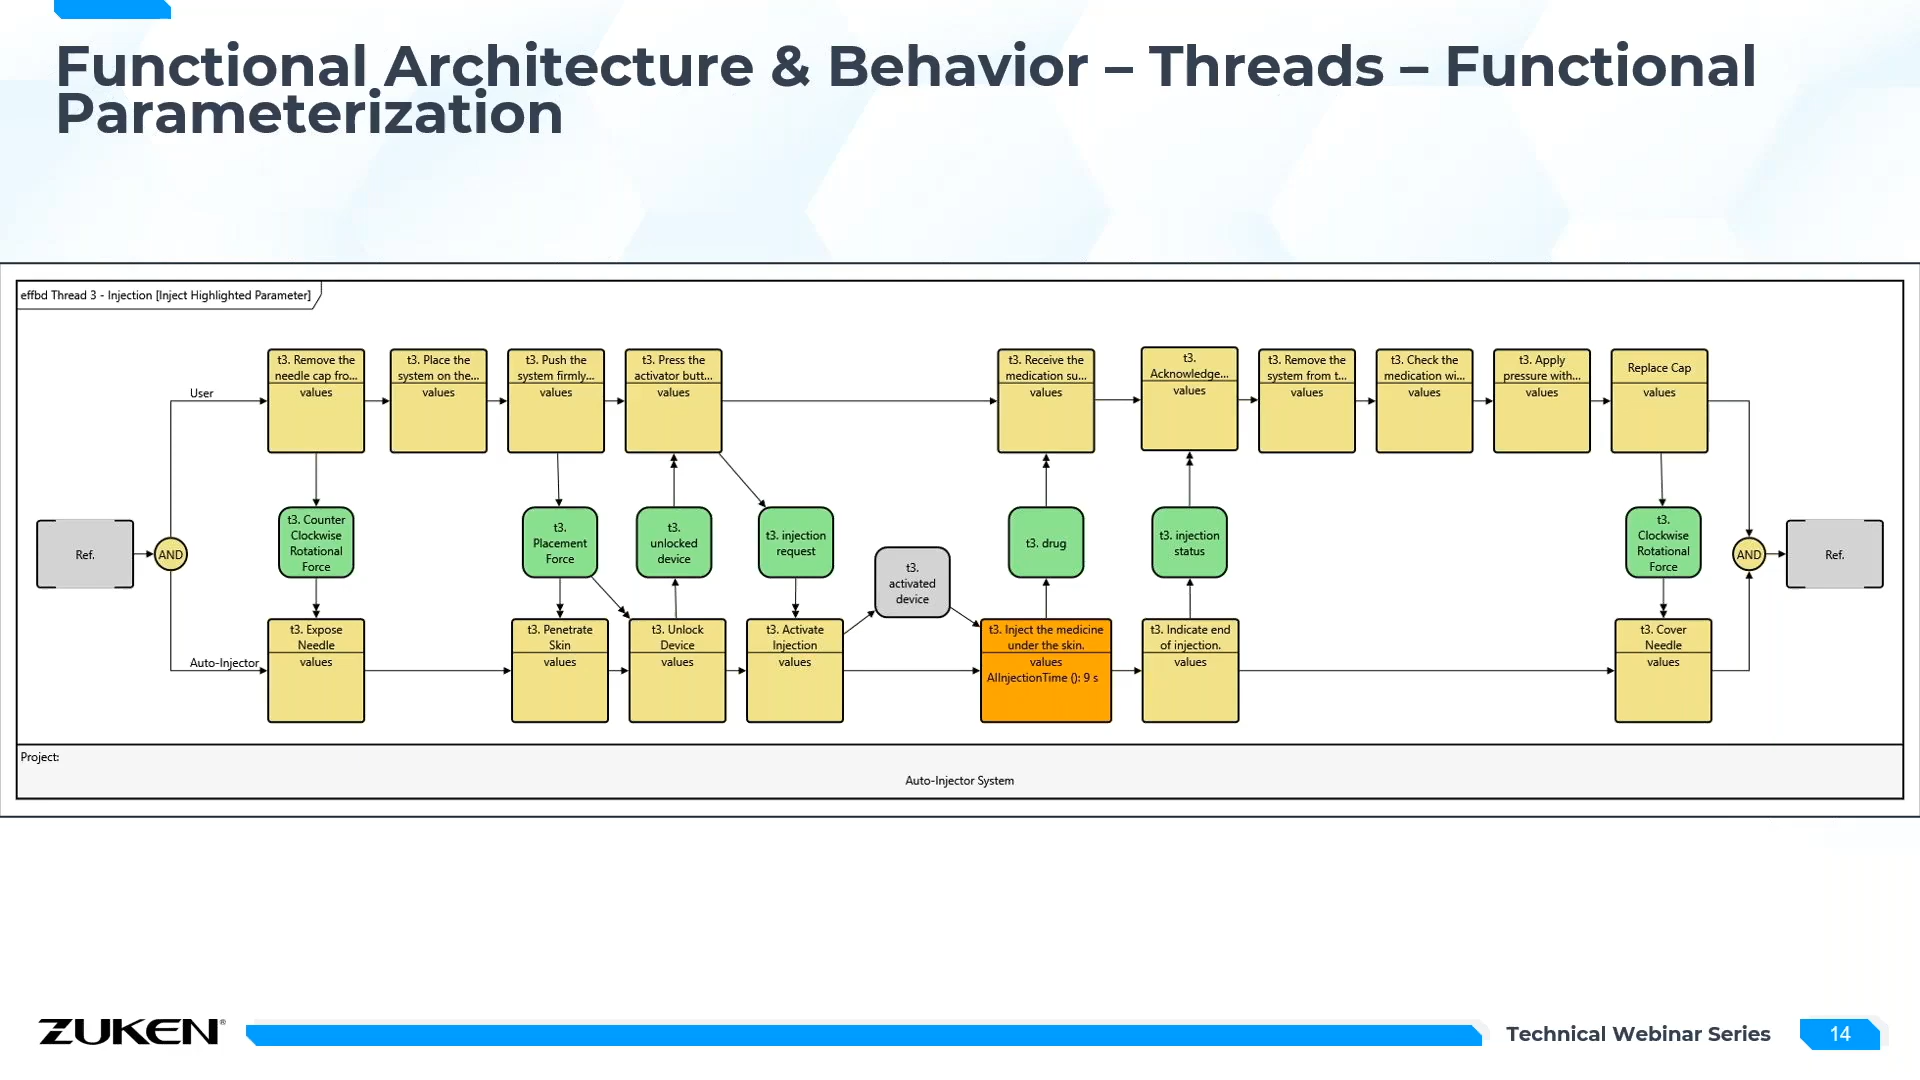 Functional Architecture & Behavior – Threads – Functional
Parameterization
effbd Thread 3 - Injection [Inject Highlighted Parameter]
User
t3. Remove the
needle cap fro...
values
t3. Place the
system on the...
values
t3. Push the
system firmly...
values
t3. Press the
activator butt...
values
t3. Receive the
medication su...
values
t3.
Acknowledge...
values
t3. Remove the
system from t...
values
t3. Check the
medication wi...
values
t3. Apply
pressure with...
values
Replace Cap
values
Ref.
AND
t3. Counter
Clockwise
Rotational
Force
t3.
Placement
Force
t3.
unlocked
device
t3. injection
request
t3.
activated
device
t3. drug
t3. injection
status
t3.
Clockwise
Rotational
Force
AND
Ref.
Auto-Injector
t3. Expose
Needle
values
t3. Penetrate
Skin
values
t3. Unlock
Device
values
t3. Activate
Injection
values
t3. Inject the medicine
under the skin.
values
AIInjectionTime (): 9 s
t3. Indicate end
of injection.
values
t3. Cover
Needle
values
Project:
Auto-Injector System
ZUKEN®
Technical Webinar Series
14